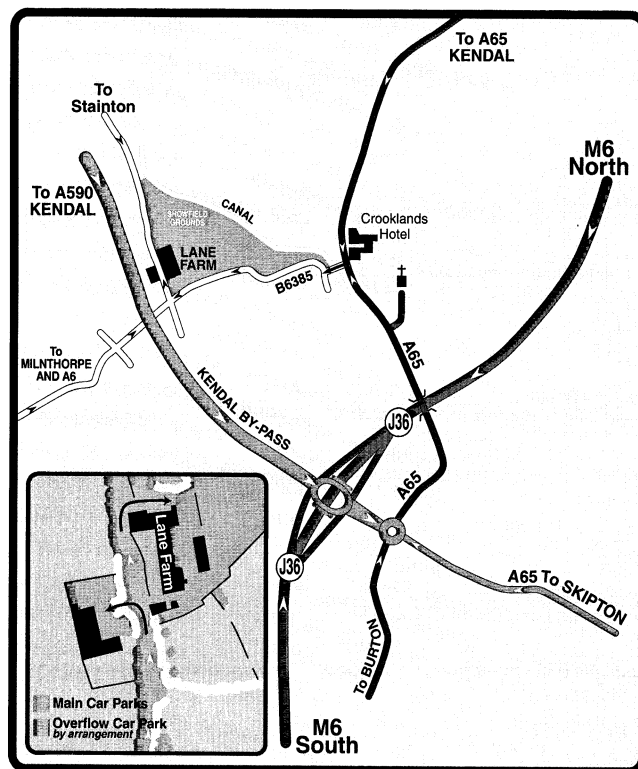 To A65
KENDAL
To
Stainton
M6
North
To A590
KENDAL
SHOWFIELD
GROUNDS
CANAL
Crooklands
Hotel
LANE
FARM
B6385
To
MILNTHORPE
AND A6
A65
KENDAL BY-PASS
J36
A65
J36
A65 To SKIPTON
To BURTON
M6
South
Lane Farm
Main Car Parks
Overflow Car Park
by arrangement